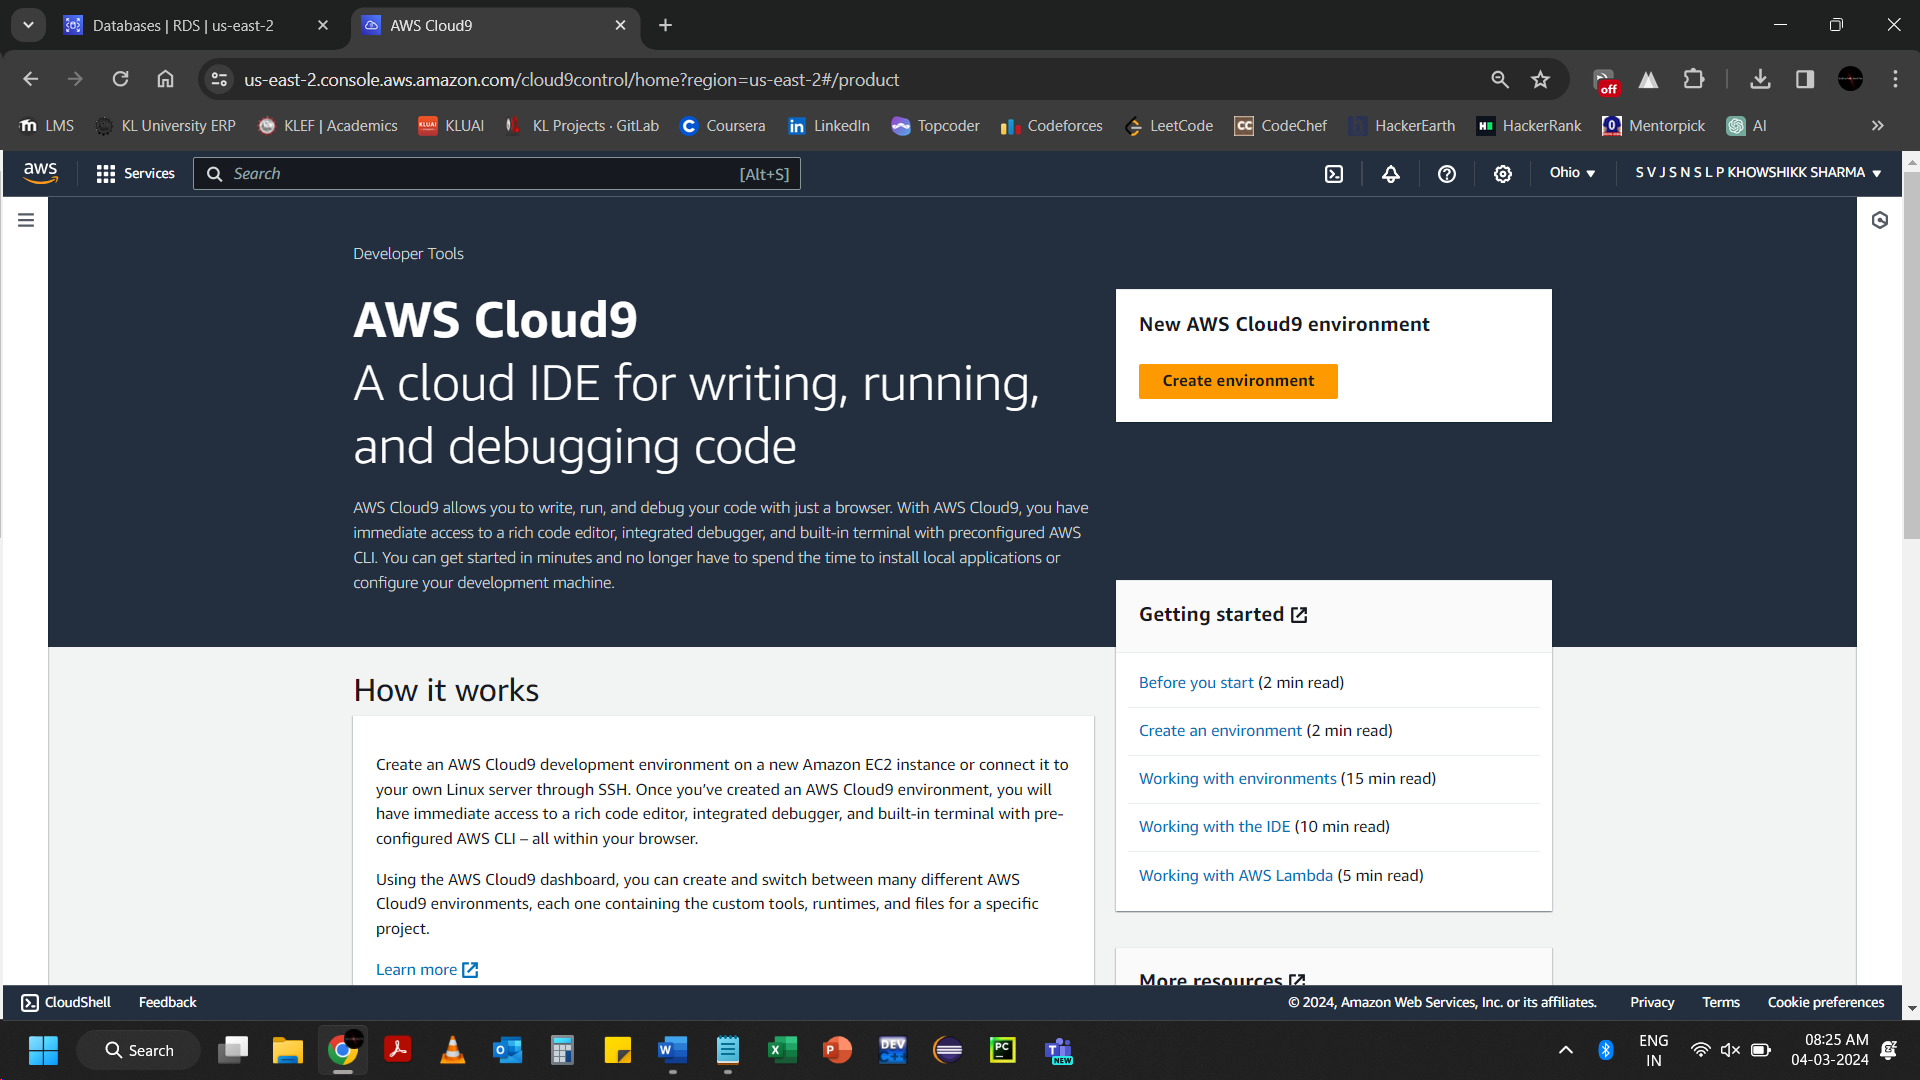 Databases | RDS | us-east-2
AWS Cloud9
us-east-2.console.aws.amazon.com/cloud9control/home?region=us-east-2#/product
off
LMS
KL University ERP
KLEF | Academics
KLUAI
KL Projects · GitLab
Coursera
LinkedIn
Topcoder
Codeforces
LeetCode
CodeChef
HackerEarth
HackerRank
Mentorpick
AI
aws
Services
Search
[Alt+S]
Ohio
S V J S N S L P KHOWSHIKK SHARMA
Developer Tools
AWS Cloud9
A cloud IDE for writing, running,
and debugging code
AWS Cloud9 allows you to write, run, and debug your code with just a browser. With AWS Cloud9, you have
immediate access to a rich code editor, integrated debugger, and built-in terminal with preconfigured AWS
CLI. You can get started in minutes and no longer have to spend the time to install local applications or
configure your development machine.
New AWS Cloud9 environment
Create environment
Getting started
Before you start (2 min read)
Create an environment (2 min read)
Working with environments (15 min read)
Working with the IDE (10 min read)
Working with AWS Lambda (5 min read)
More resources
How it works
Create an AWS Cloud9 development environment on a new Amazon EC2 instance or connect it to
your own Linux server through SSH. Once you’ve created an AWS Cloud9 environment, you will
have immediate access to a rich code editor, integrated debugger, and built-in terminal with pre-
configured AWS CLI – all within your browser.
Using the AWS Cloud9 dashboard, you can create and switch between many different AWS
Cloud9 environments, each one containing the custom tools, runtimes, and files for a specific
project.
Learn more
CloudShell
Feedback
© 2024, Amazon Web Services, Inc. or its affiliates.
Privacy
Terms
Cookie preferences
Search
DEV
PC
NEW
ENG
IN
08:25 AM
04-03-2024